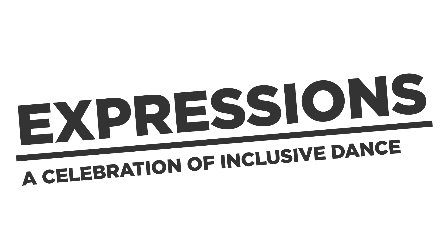 EXPRESSIONS
A CELEBRATION OF INCLUSIVE DANCE